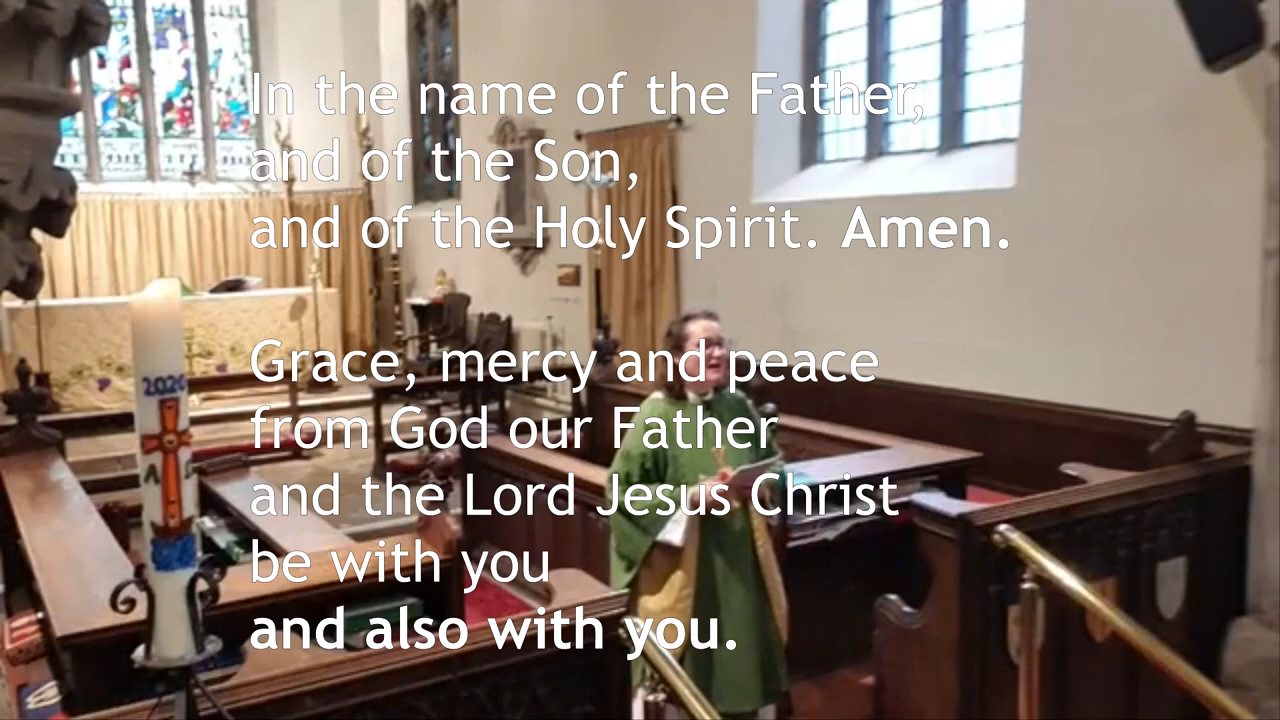 In the name of the Father,
and of the Son,
and of the Holy Spirit. Amen.
Grace, mercy and peace
from God our Father
and the Lord Jesus Christ
be with you
and also with you.
2020
Α